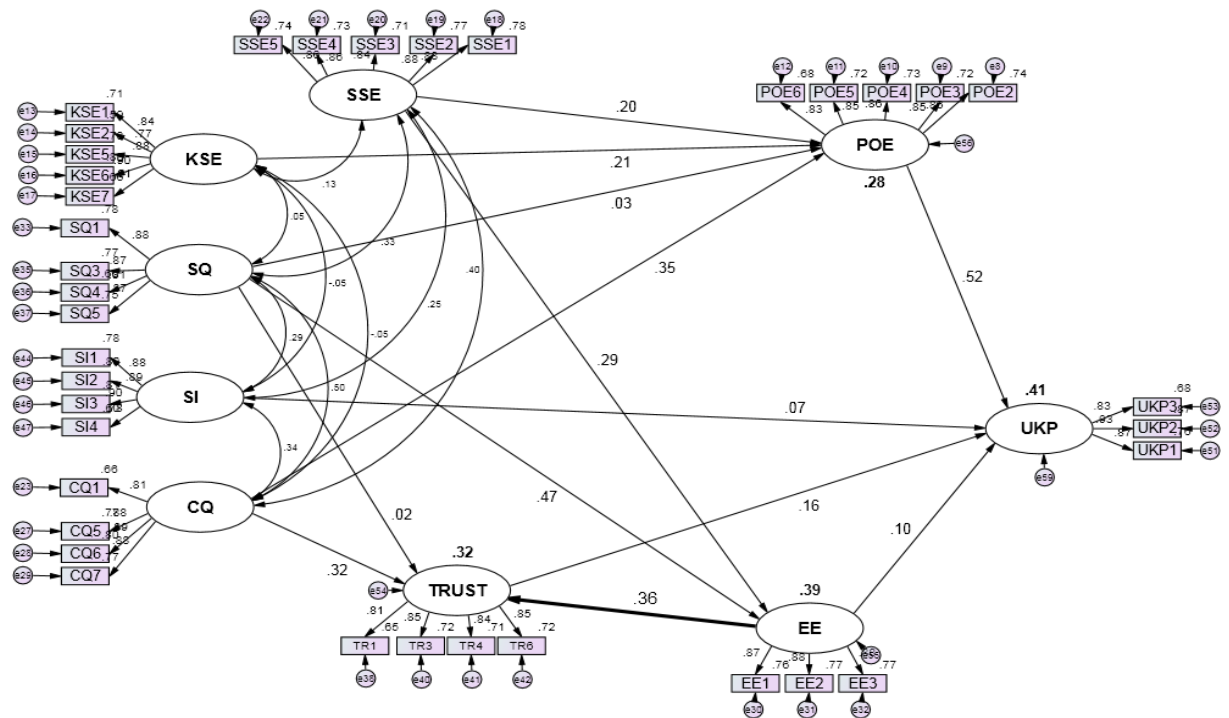 e22 e21 e20 e19 e18
.74 .73 .71 .77 .78
SSE5 SSE4 SSE3 SSE2 SSE1
.86 .84 .88
SSE
e12 e11 e10 e9 e8
.68 .72 .73 .72 .74
POE6 POE5 POE4 POE3 POE2
.83 .85 .86 .85
POE
e56
.28
.20
.21
.03
.35
.52
.71
e13 KSE1
e14 KSE2
e15 KSE5
e16 KSE6
e17 KSE7
.84
.77
.88
KSE
.13
.05
.33
.40
-.05
.25
-.05
.29
.50
.34
.78
e33 SQ1
.88
.77
e35 SQ3
.87
e36 SQ4
e37 SQ5
.75
SQ
.78
e44 SI1
e45 SI2
e46 SI3
e47 SI4
.88
.89
.90
SI
.66
e23 CQ1
.81
e27 CQ5
e28 CQ6
e29 CQ7
.88
.77
CQ
.29
.07
.47
.02
.32
.16
.10
.36
.41
UKP
e59
.68
UKP3 e53
UKP2 e52
UKP1 e51
.83
.93
.87
.32
e54
TRUST
.81 .85 .84 .85
.65 .72 .71 .72
TR1 TR3 TR4 TR6
e38 e40 e41 e42
.39
EE
.87 .88 .88
.76 .77 .77
EE1 EE2 EE3
e30 e31 e32